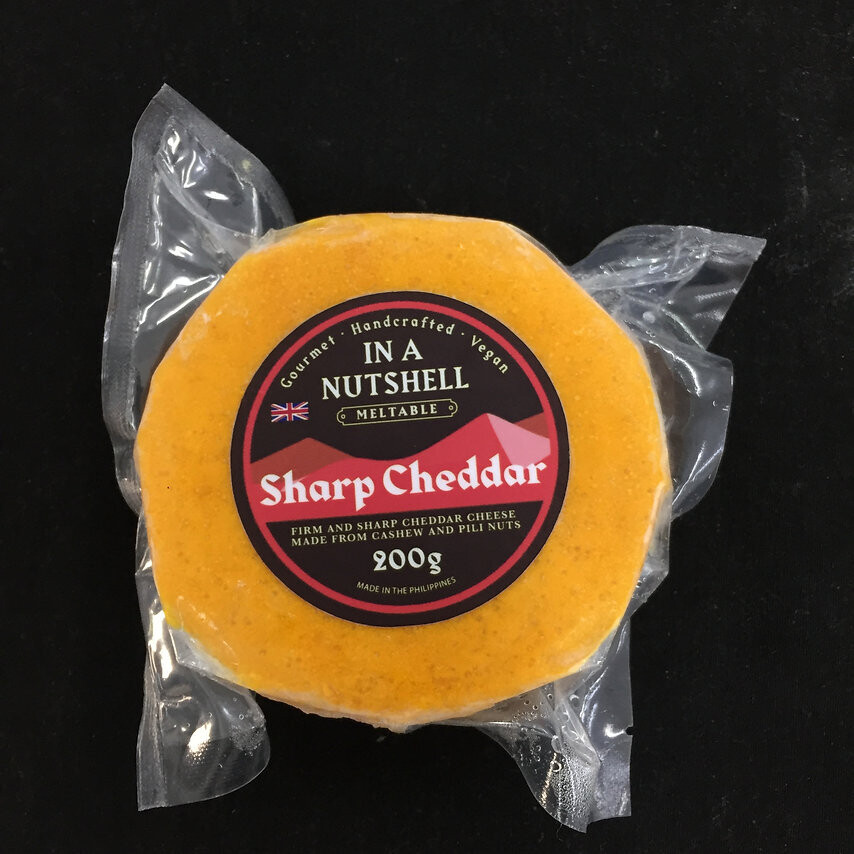 Gourmet · Handcrafted · Vegan
IN A
NUTSHELL
MELTABLE
Sharp Cheddar
FIRM AND SHARP CHEDDAR CHEESE
MADE FROM CASHEW AND PILI NUTS
200g
MADE IN THE PHILIPPINES